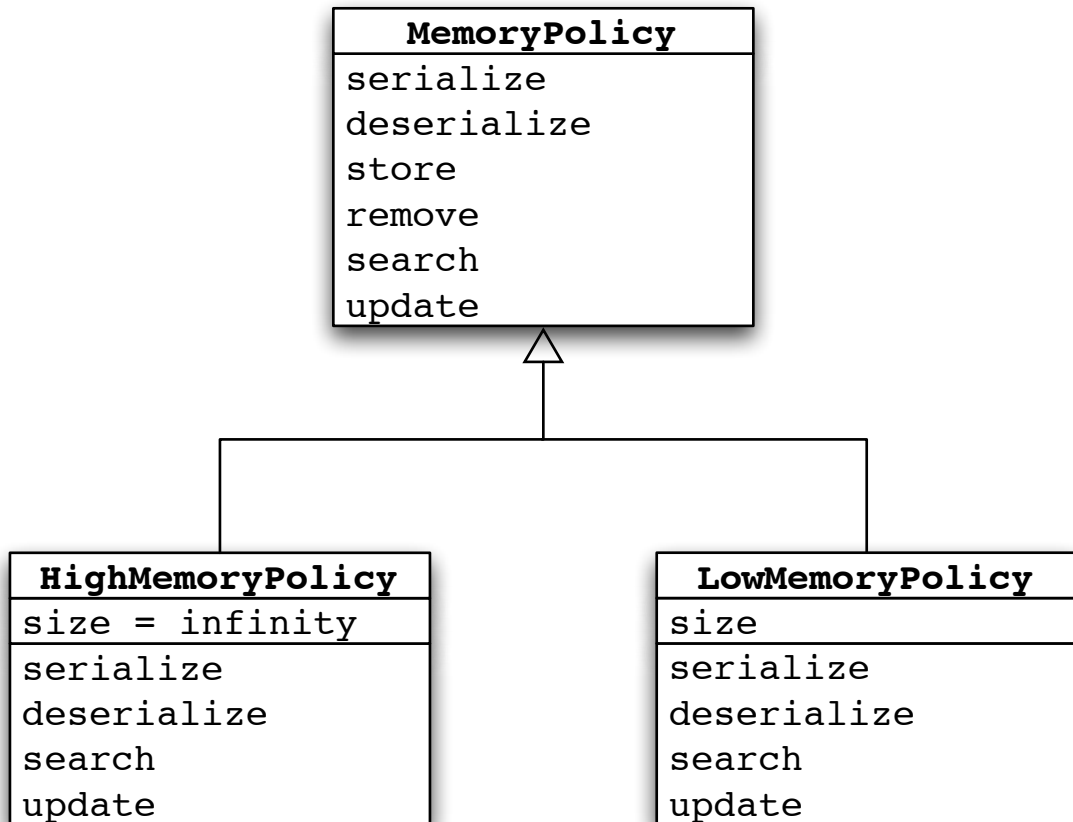 MemoryPolicy
serialize
deserialize
store
remove
search
update
HighMemoryPolicy
size = infinity
serialize
deserialize
search
update
LowMemoryPolicy
size
serialize
deserialize
search
update